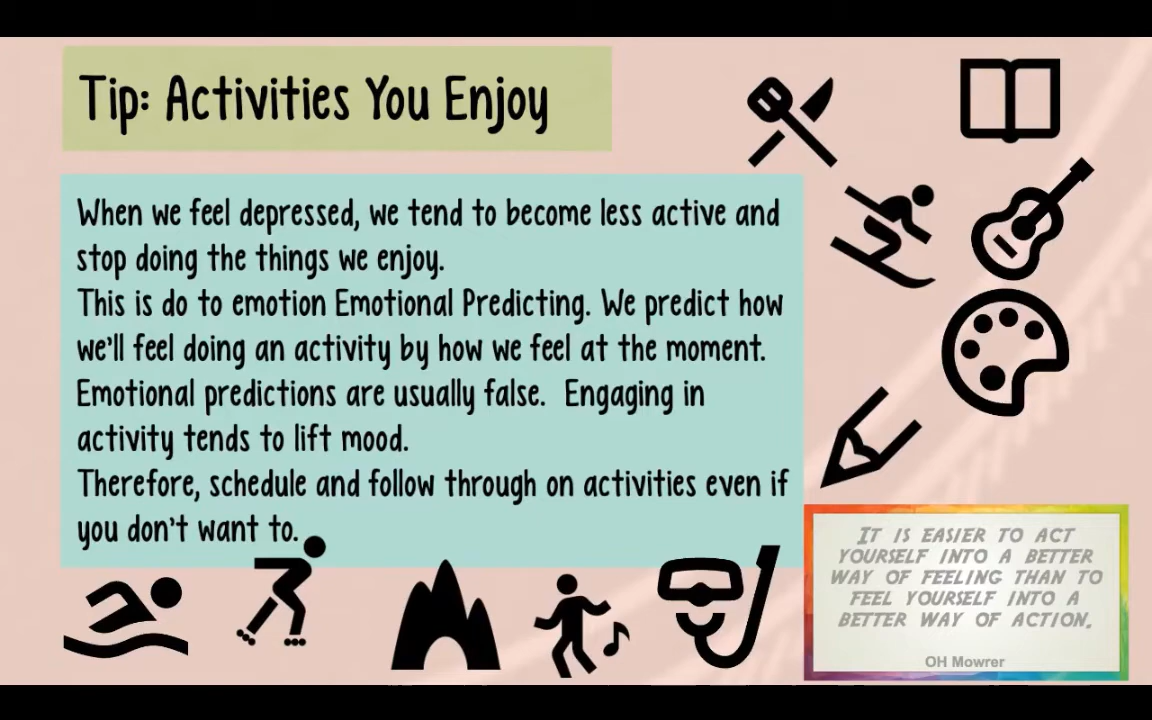 Tip: Activities You Enjoy
When we feel depressed, we tend to become less active and
stop doing the things we enjoy.
This is do to emotion Emotional Predicting. We predict how
we'll feel doing an activity by how we feel at the moment.
Emotional predictions are usually false. Engaging in
activity tends to lift mood.
Therefore, schedule and follow through on activities even if
you don't want to.
It is easier to act
yourself into a better
way of feeling than to
feel yourself into a
better way of action.
OH Mowrer